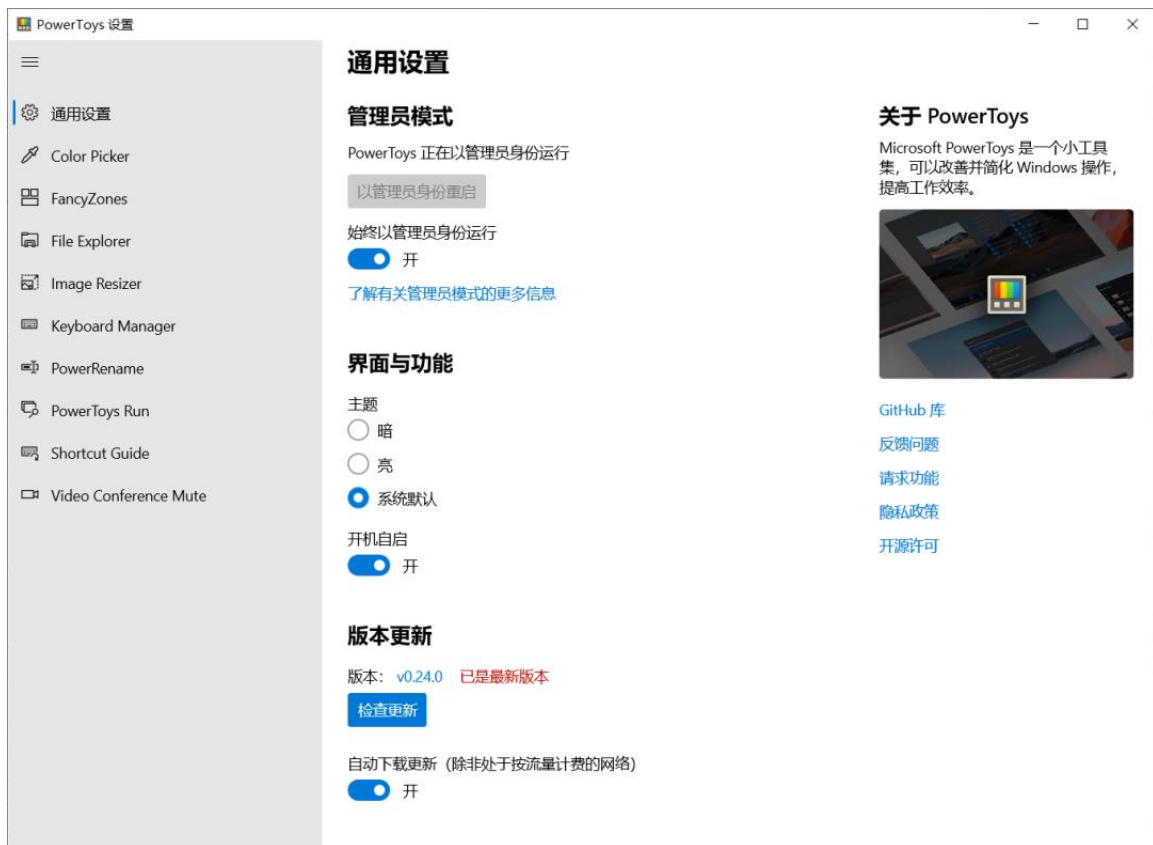 PowerToys 设置
通用设置
Color Picker
FancyZones
File Explorer
Image Resizer
Keyboard Manager
PowerRename
PowerToys Run
Shortcut Guide
Video Conference Mute
通用设置
管理员模式
PowerToys 正在以管理员身份运行
以管理员身份重启
始终以管理员身份运行
开
了解有关管理员模式的更多信息
界面与功能
主题
暗
亮
系统默认
开机自启
开
版本更新
版本： v0.24.0 已是最新版本
检查更新
自动下载更新（除非处于按流量计费的网络）
开
关于 PowerToys
Microsoft PowerToys 是一个小工具
集，可以改善并简化 Windows 操作，
提高工作效率。
GitHub 库
反馈问题
请求功能
隐私政策
开源许可